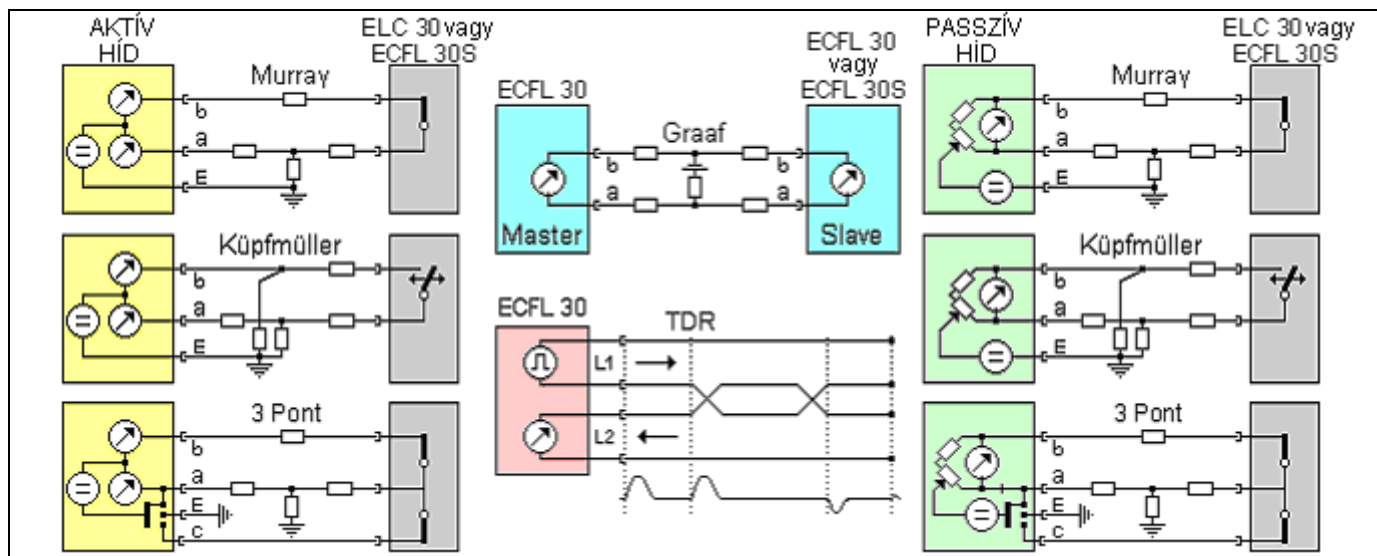 AKTÍV
HÍD
ELC 30 vagy
ECFL 30S
Murray
b
a
E
Küpfmüller
b
a
E
3 Pont
b
a
E
c
ECFL 30
ECFL 30
vagy
ECFL 30S
Graaf
b
a
Master
Slave
ECFL 30
TDR
L1
L2
PASSZÍV
HÍD
ELC 30 vagy
ECFL 30S
Murray
b
a
E
Küpfmüller
b
a
E
3 Pont
b
a
E
c